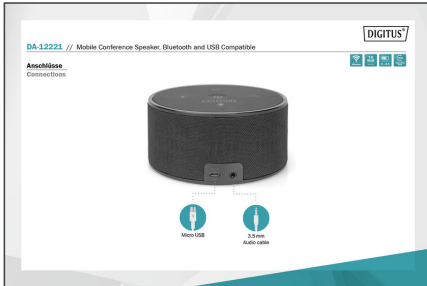 DIGITUS®
DA-12221 // Mobile Conference Speaker, Bluetooth and USB Compatible
Anschlüsse
Connections
Micro USB
3.5 mm
Audio cable